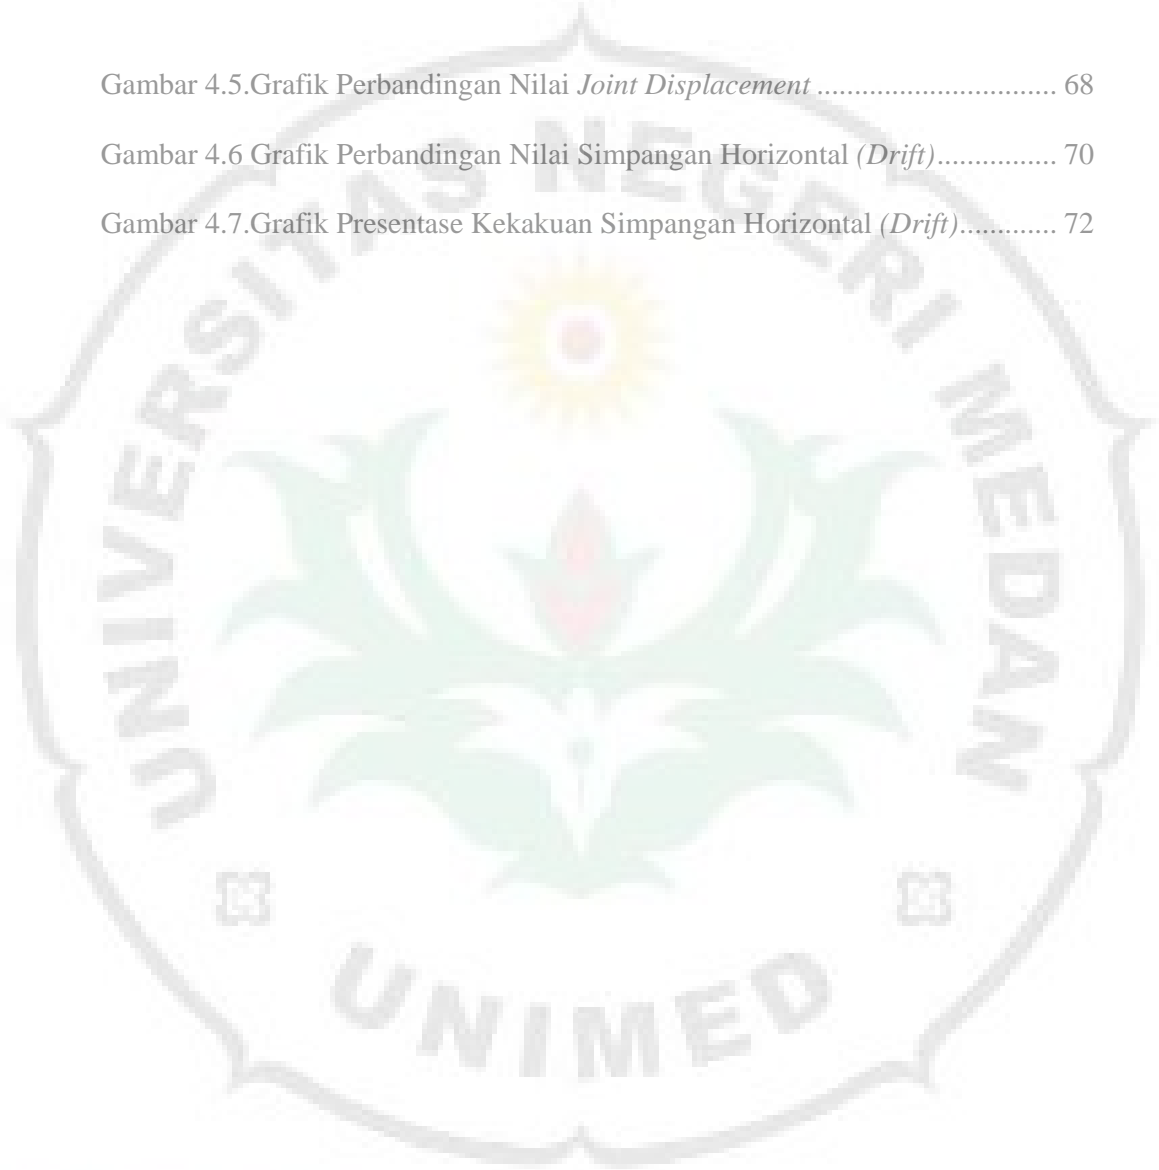 Gambar 4.5.Grafik Perbandingan Nilai Joint Displacement ................................ 68
Gambar 4.6 Grafik Perbandingan Nilai Simpangan Horizontal (Drift)................ 70
Gambar 4.7.Grafik Presentase Kekakuan Simpangan Horizontal (Drift)............. 72
UNIVERSITAS NEGERI MEDAN
UNIMED